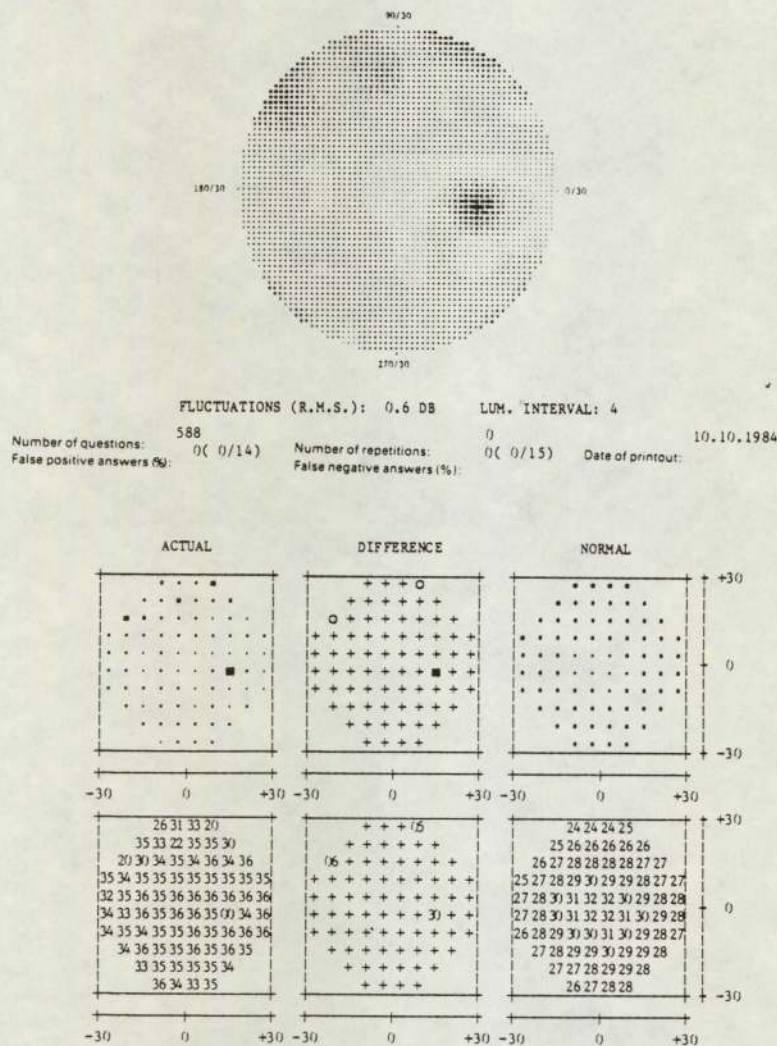 90/30
180/30
0/30
270/30
FLUCTUATIONS (R.M.S.): 0.6 DB LUM. INTERVAL: 4
Number of questions: 588 Number of repetitions: 0 Date of printout: 10.10.1984
False positive answers (%): 0( 0/14) False negative answers (%): 0( 0/15)
ACTUAL DIFFERENCE NORMAL
+30
0
-30
-30 0 +30 -30 0 +30 -30 0 +30
26 31 33 20 + + + 05 24 24 24 25 +30
35 33 22 35 35 30 + + + + + + 25 26 26 26 26 26
20 30 34 35 34 36 34 36 06 + + + + + + + 26 27 28 28 28 28 27 27
35 34 35 35 35 35 35 35 35 35 + + + + + + + + + + 25 27 28 29 30 29 29 28 27 27
32 35 36 35 36 36 36 36 36 36 + + + + + + + + + + 27 28 30 31 32 32 30 29 28 28
34 33 36 35 36 36 35 00 34 36 + + + + + + + 30 + + 27 28 30 31 32 32 31 30 29 28 0
34 35 34 35 35 36 35 36 36 36 + + + + + + + + + + 26 28 29 30 30 31 30 29 28 27
34 36 35 35 36 35 36 35 + + + + + + + + 27 28 29 29 30 29 29 28
33 35 35 35 35 34 + + + + + + 27 27 28 29 29 28
36 34 33 35 + + + + 26 27 28 28 -30
-30 0 +30 -30 0 +30 -30 0 +30